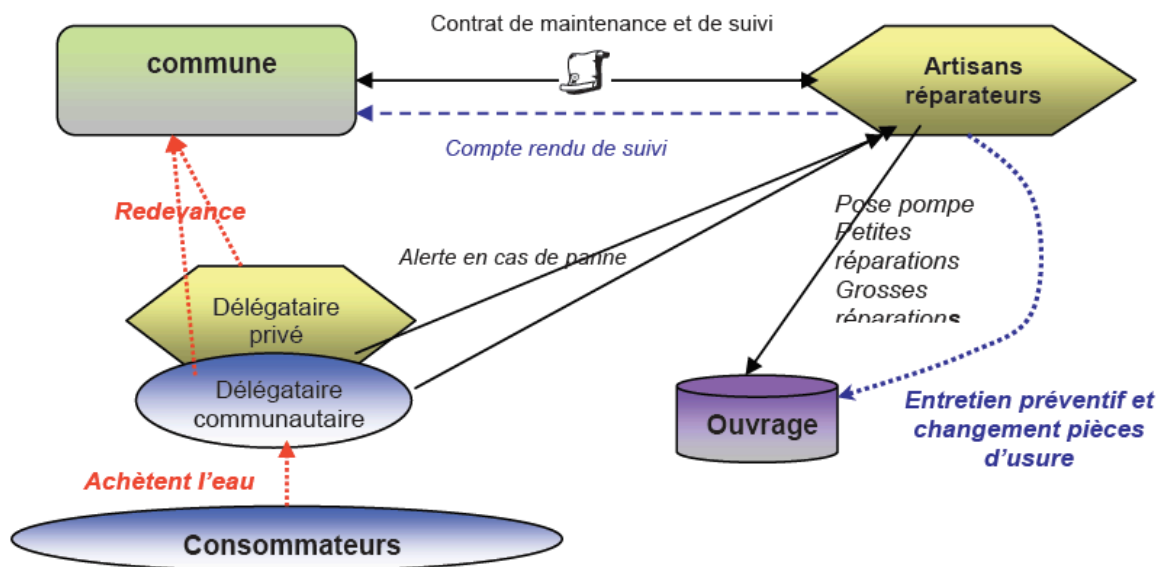 Contrat de maintenance et de suivi
commune
Artisans
réparateurs
Compte rendu de suivi
Redevance
Pose pompe
Petites
réparations
Grosses
réparations
Alerte en cas de panne
Délégataire
privé
Délégataire
communautaire
Ouvrage
Entretien préventif et
changement pièces
d'usure
Achètent l'eau
Consommateurs